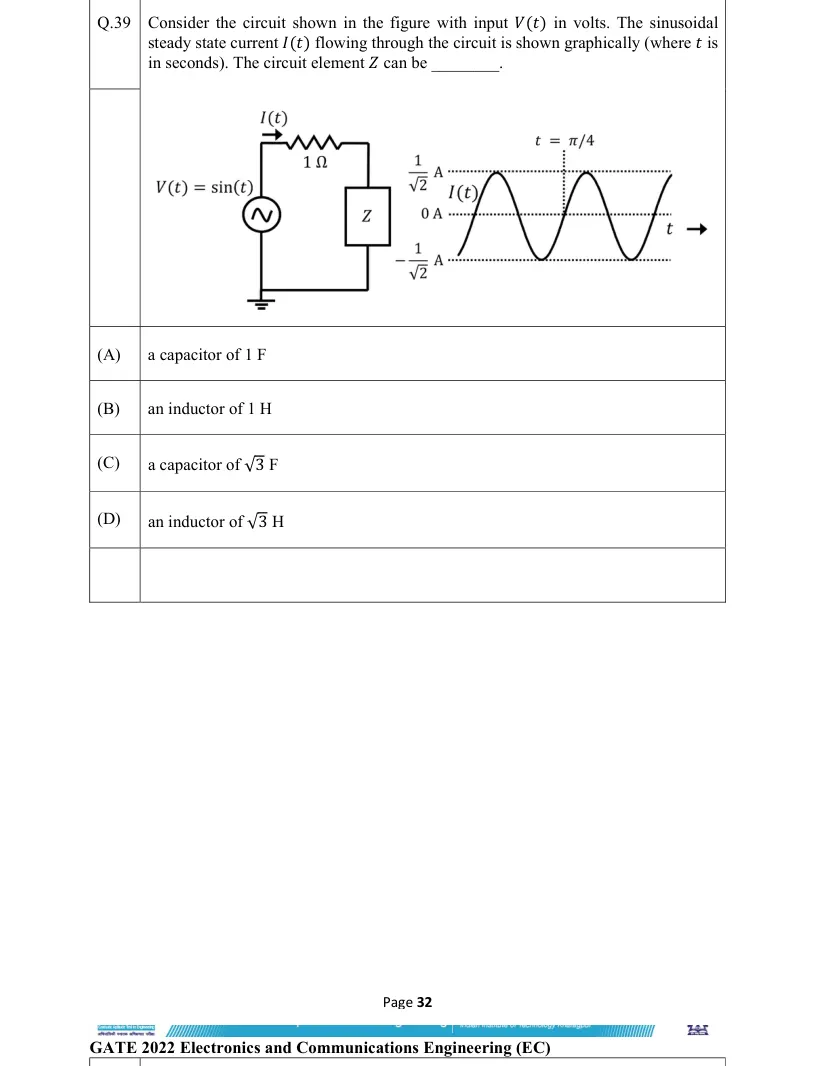 Q.39 Consider the circuit shown in the figure with input V(t) in volts. The sinusoidal
steady state current I(t) flowing through the circuit is shown graphically (where t is
in seconds). The circuit element Z can be ________.
I(t)
1 Ω
V(t) = sin(t)
Z
t = π/4
1/√2 A
I(t)
0 A
t
−1/√2 A
(A) a capacitor of 1 F
(B) an inductor of 1 H
(C) a capacitor of √3 F
(D) an inductor of √3 H
Page 32
GATE 2022 Electronics and Communications Engineering (EC)